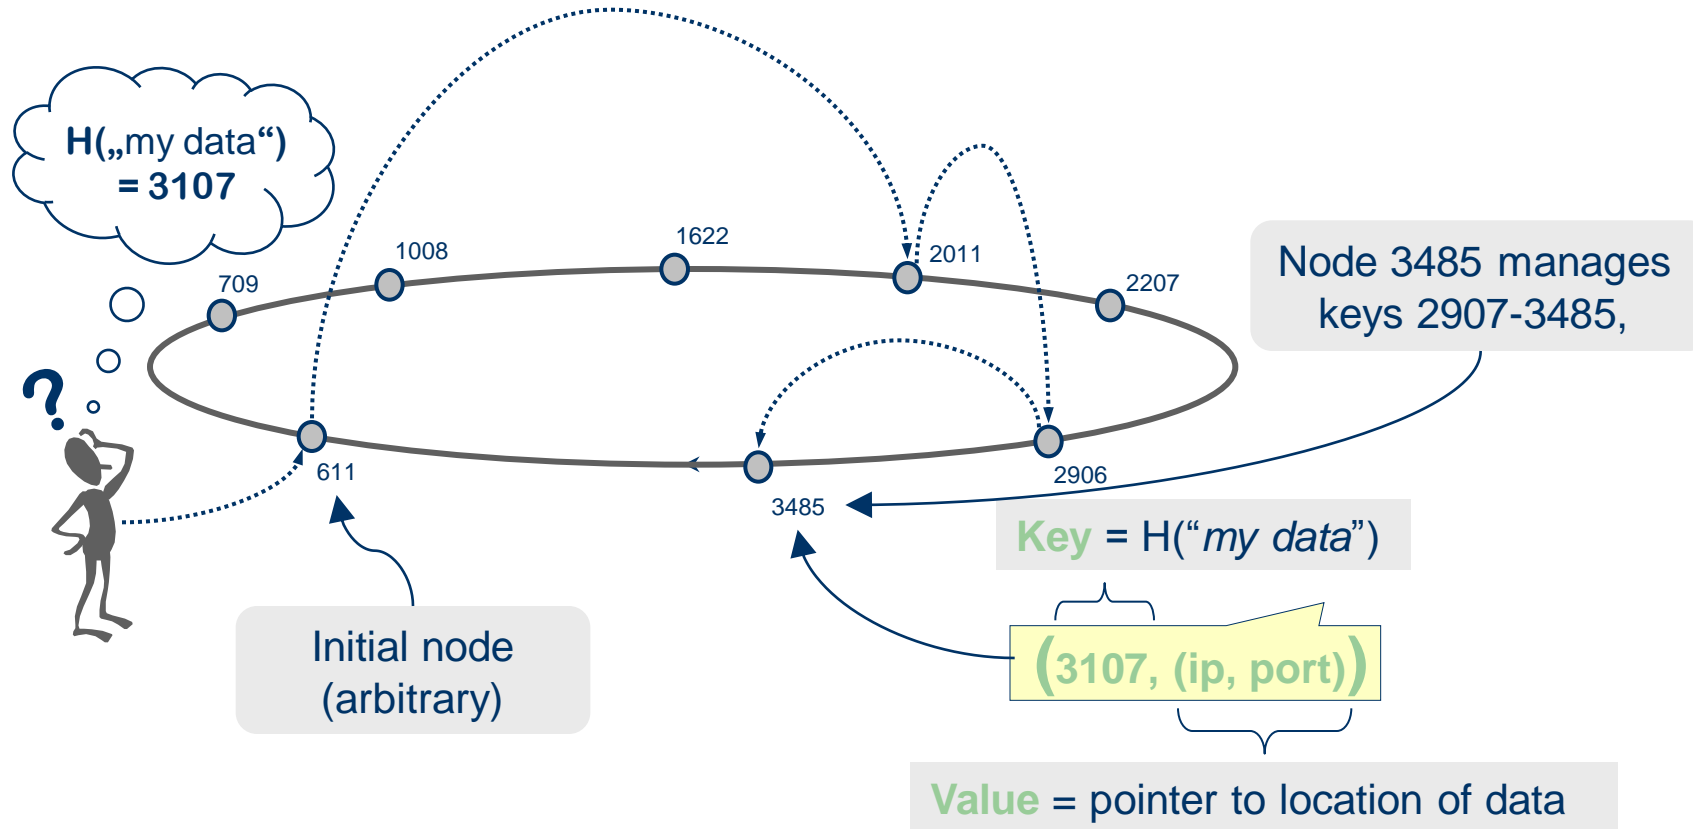 H(„my data“)
= 3107
709
1008
1622
2011
2207
Node 3485 manages
keys 2907-3485,
?
611
3485
2906
Key = H(“my data”)
Initial node
(arbitrary)
(3107, (ip, port))
Value = pointer to location of data